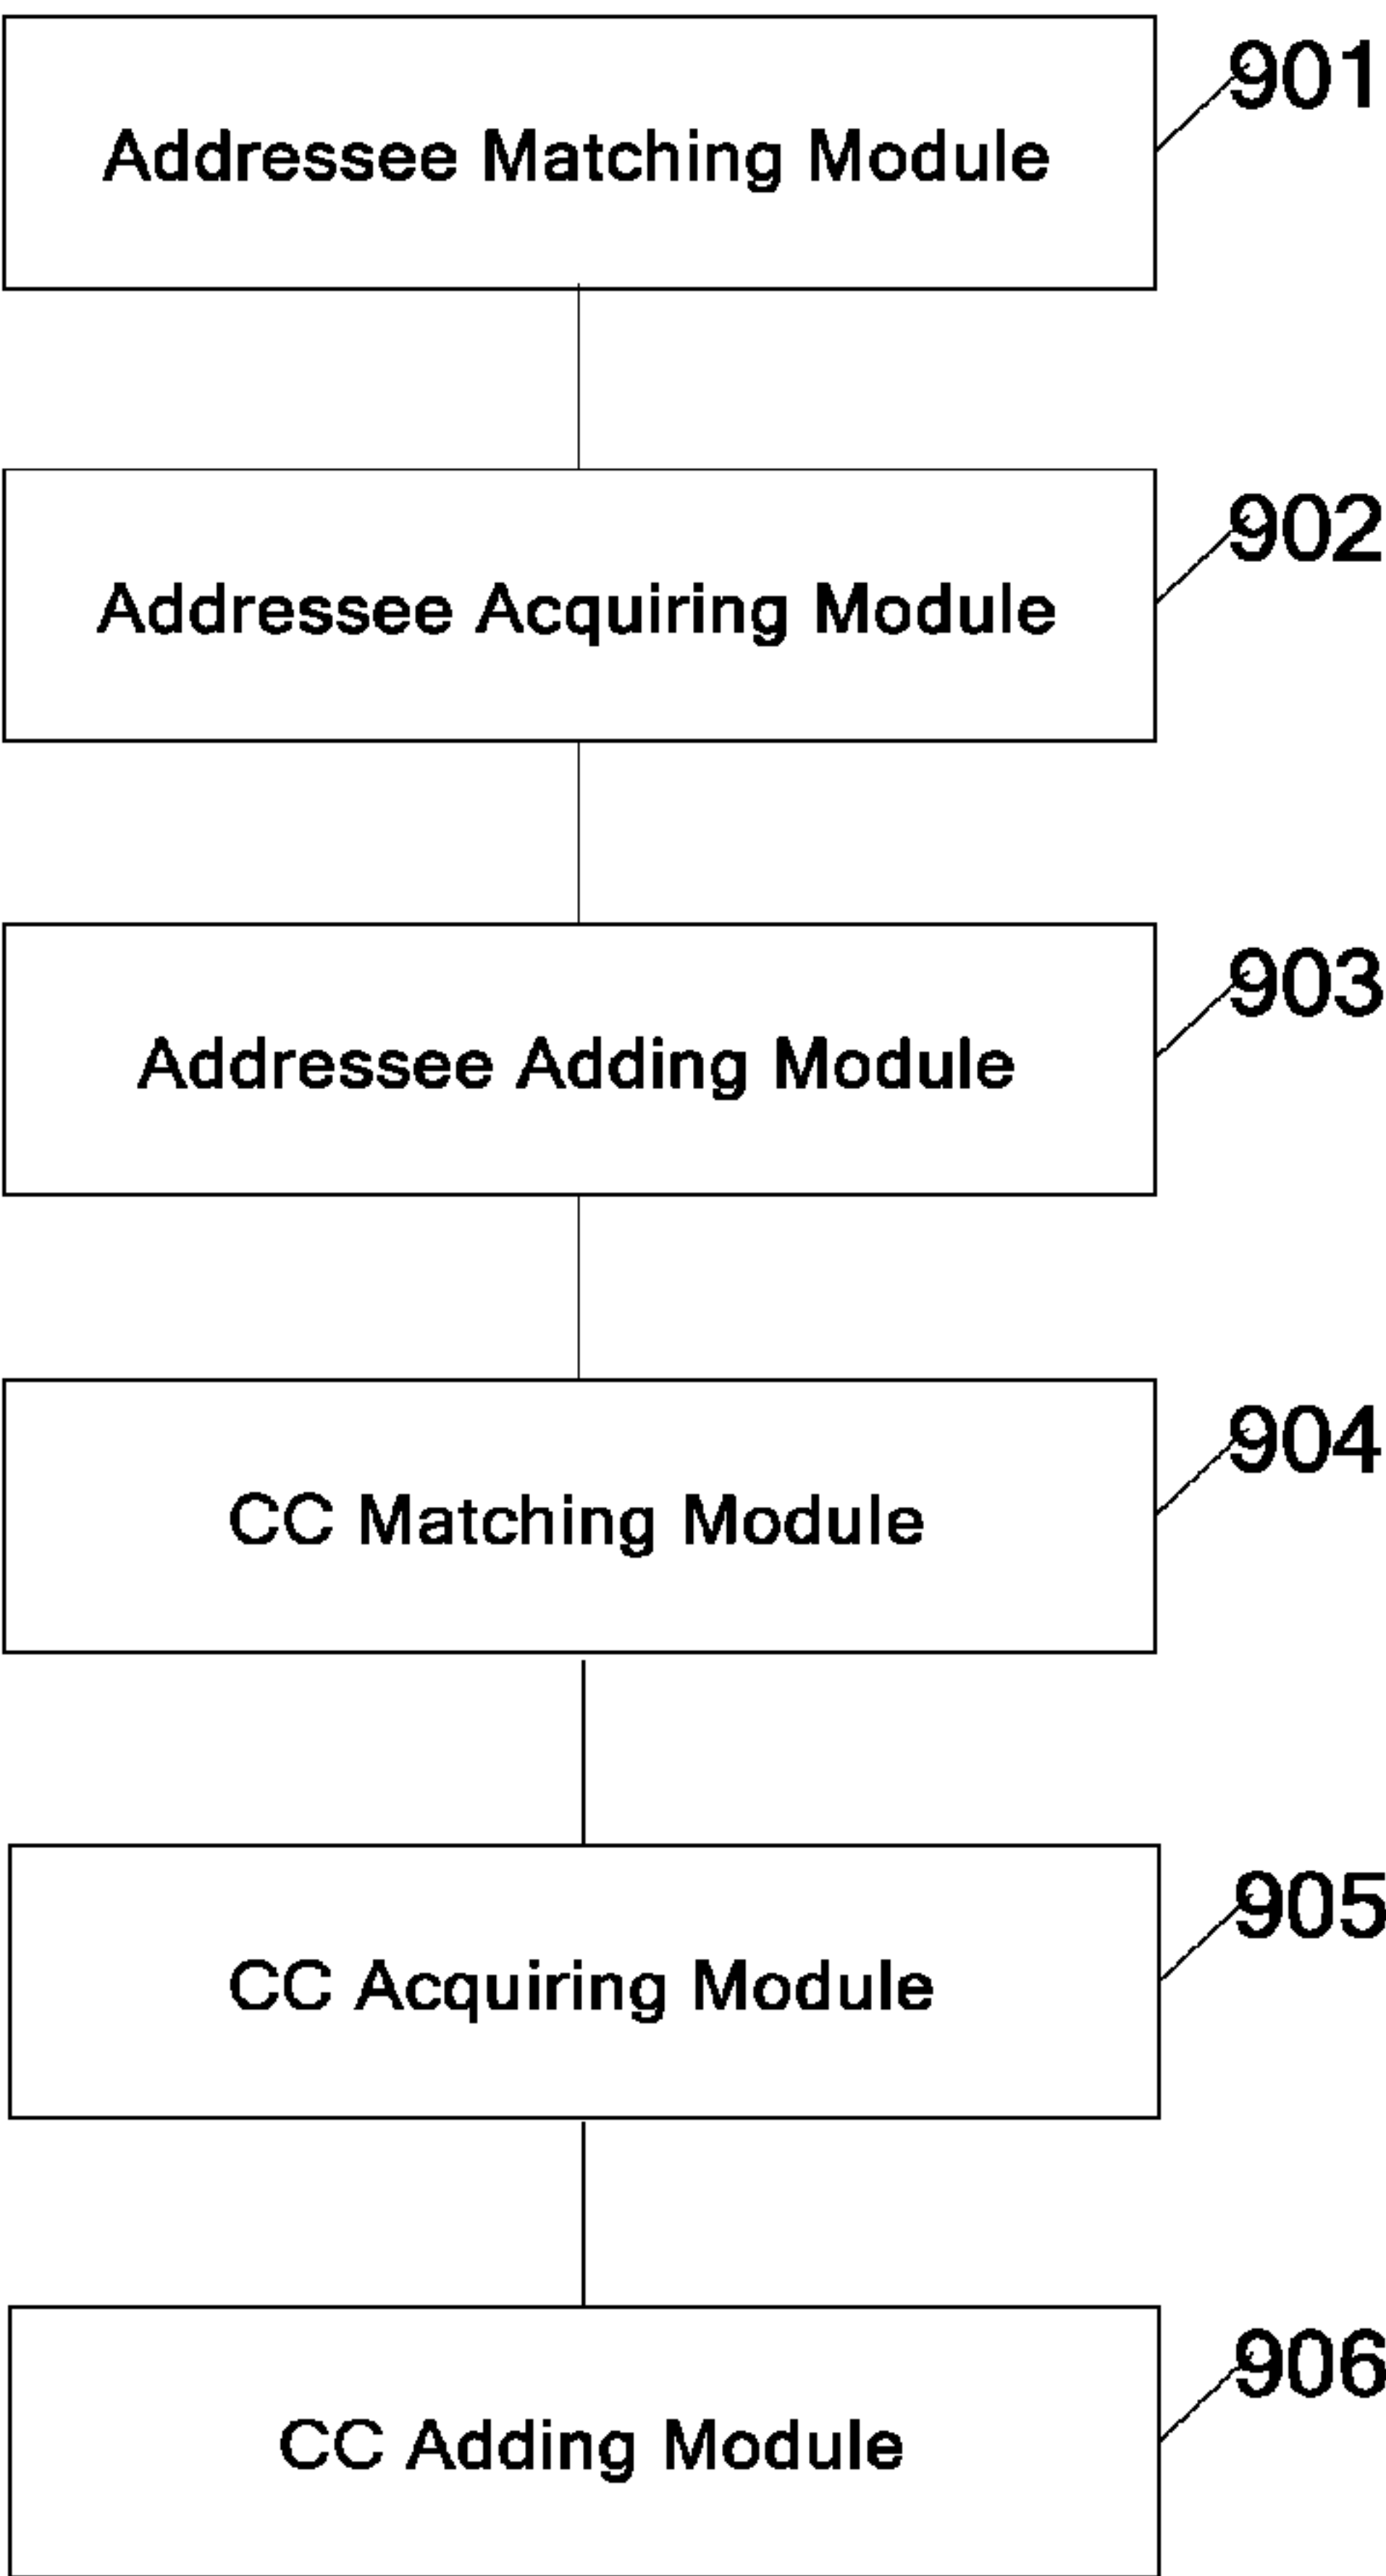 901
Addressee Matching Module
902
Addressee Acquiring Module
903
Addressee Adding Module
904
CC Matching Module
905
CC Acquiring Module
906
CC Adding Module